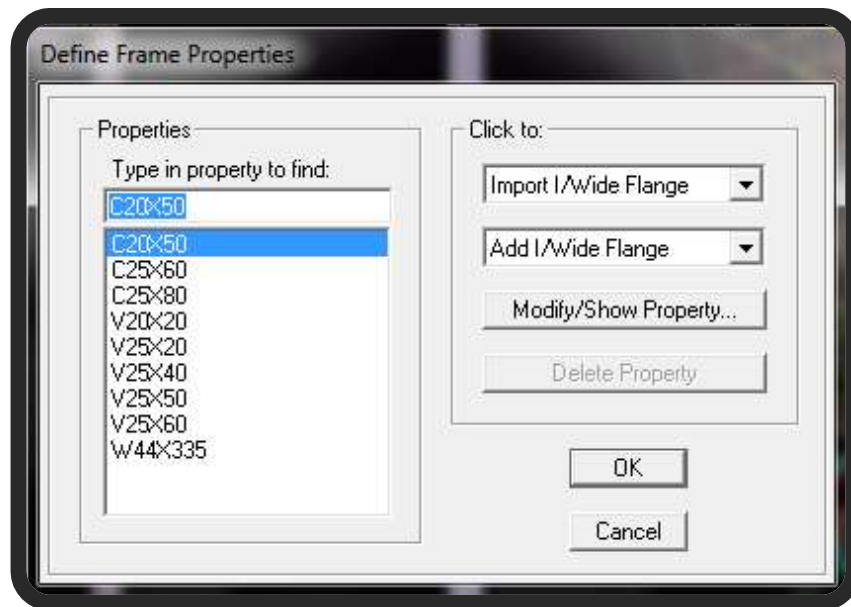 Define Frame Properties
Properties
Type in property to find:
C20X50
C20X50
C25X60
C25X80
V20X20
V25X20
V25X40
V25X50
V25X60
W44X335
Click to:
Import I/Wide Flange
Add I/Wide Flange
Modify/Show Property...
Delete Property
OK
Cancel